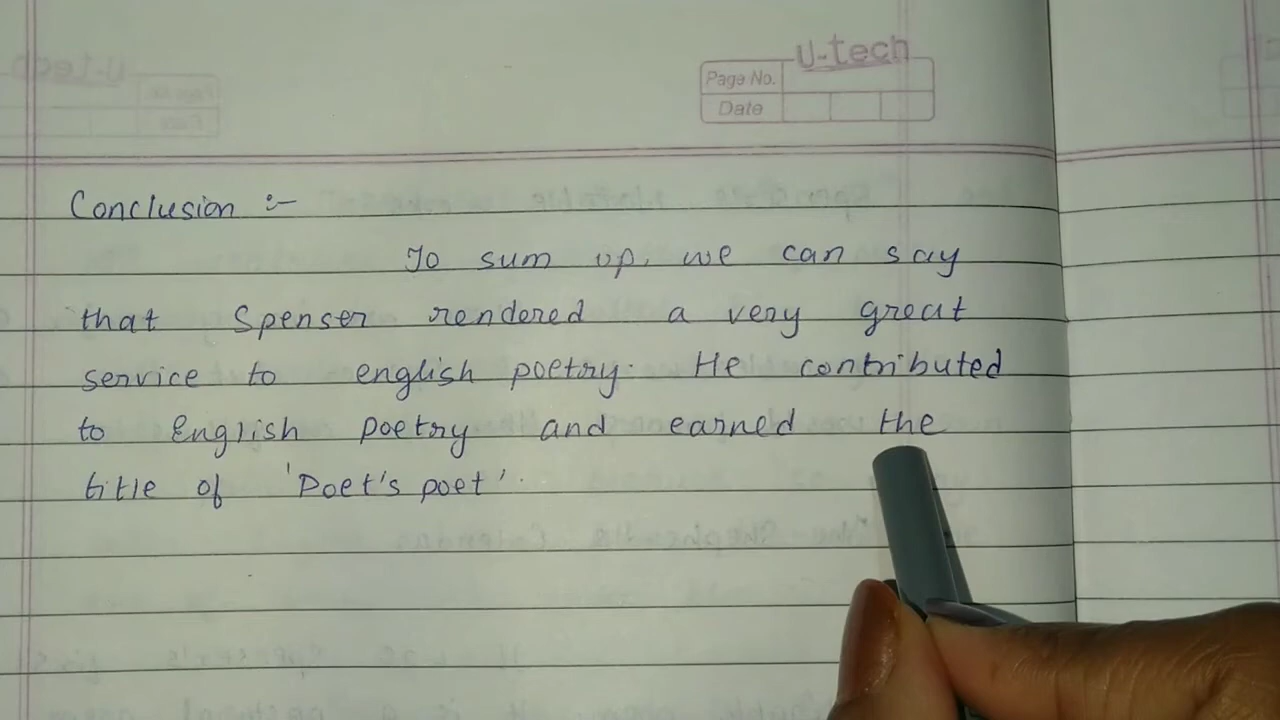 U-tech
Page No.
Date
Conclusion :-
To sum up, we can say
that Spenser rendered a very great
service to english poetry. He contributed
to English poetry and earned the
title of 'Poet's poet'.